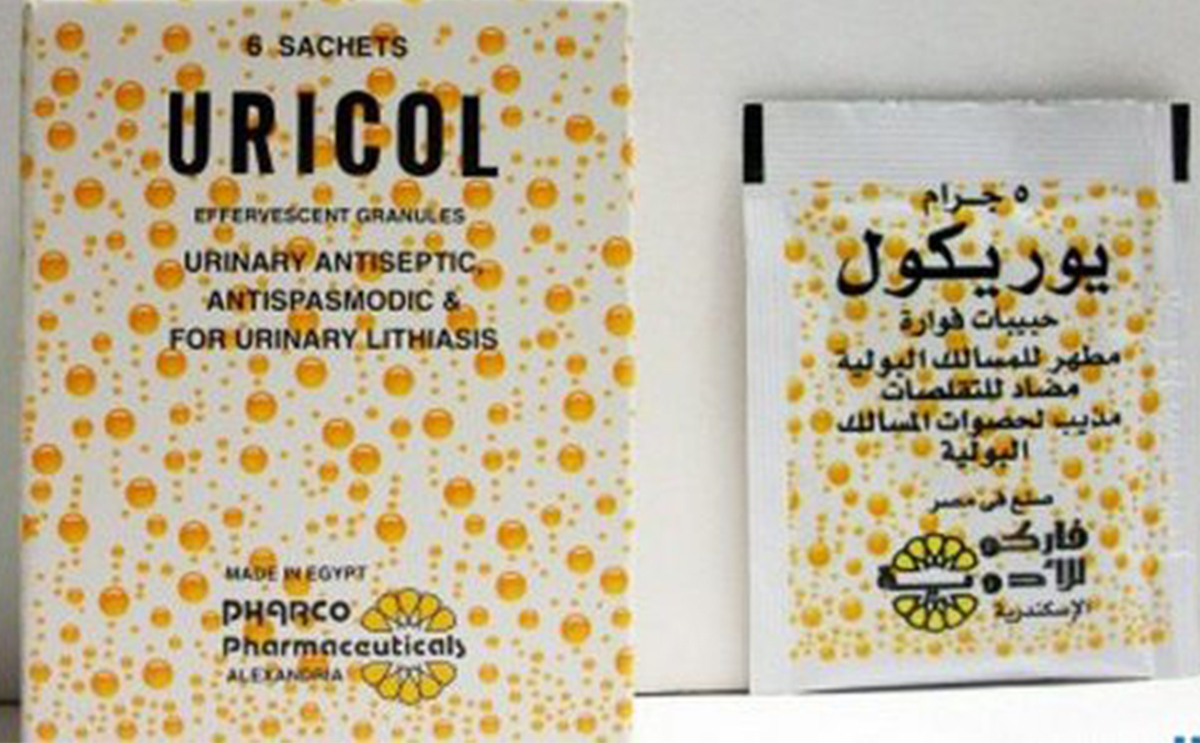 6 SACHETS
URICOL
EFFERVESCENT GRANULES
URINARY ANTISEPTIC,
ANTISPASMODIC &
FOR URINARY LITHIASIS
MADE IN EGYPT
PHARCO
Pharmaceuticals
ALEXANDRIA
٥ جرام
يوريكول
حبيبات فوارة
مطهر للمسالك البولية
مضاد للتقلصات
مذيب لحصوات المسالك
البولية
صنع فى مصر
فاركو
للأدوية
الإسكندرية